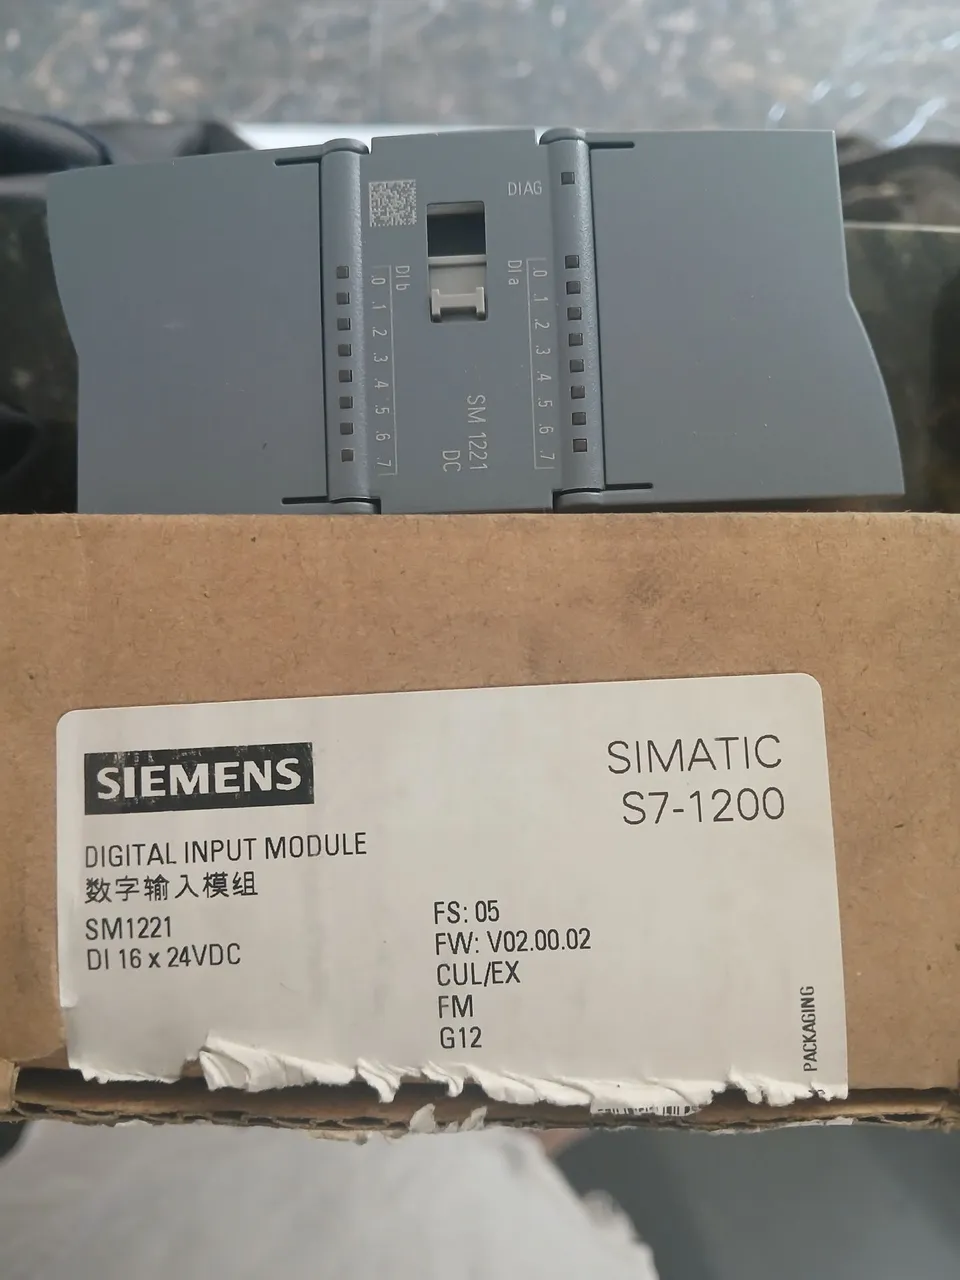 DIAG
DI b
.0 .1 .2 .3 .4 .5 .6 .7
DI a
.0 .1 .2 .3 .4 .5 .6 .7
SM 1221
DC
SIEMENS
SIMATIC
S7-1200
DIGITAL INPUT MODULE
数字输入模组
SM1221
DI 16 x 24VDC
FS: 05
FW: V02.00.02
CUL/EX
FM
G12
PACKAGING